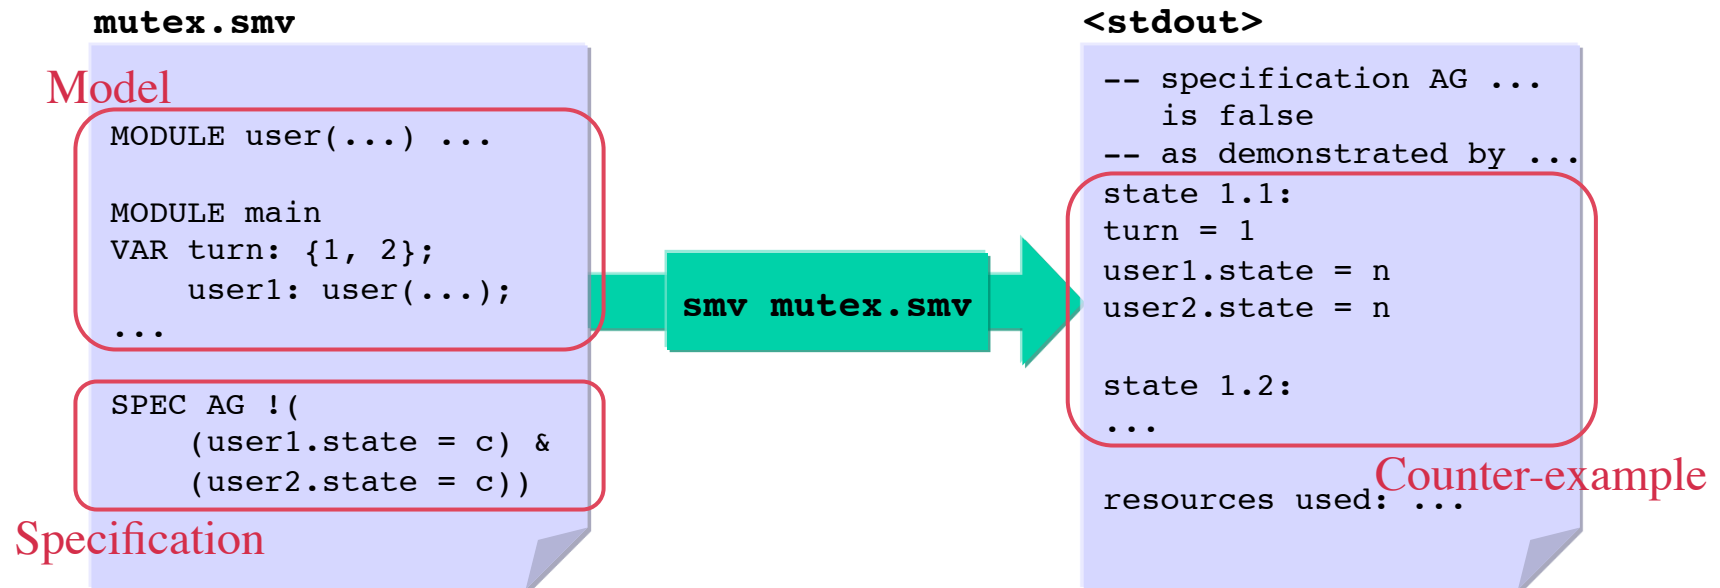 mutex.smv
Model
MODULE user(...) ...
MODULE main
VAR turn: {1, 2};
user1: user(...);
...
SPEC AG !(
(user1.state = c) &
(user2.state = c))
Specification
smv mutex.smv
<stdout>
-- specification AG ...
is false
-- as demonstrated by ...
state 1.1:
turn = 1
user1.state = n
user2.state = n
state 1.2:
...
Counter-example
resources used: ...